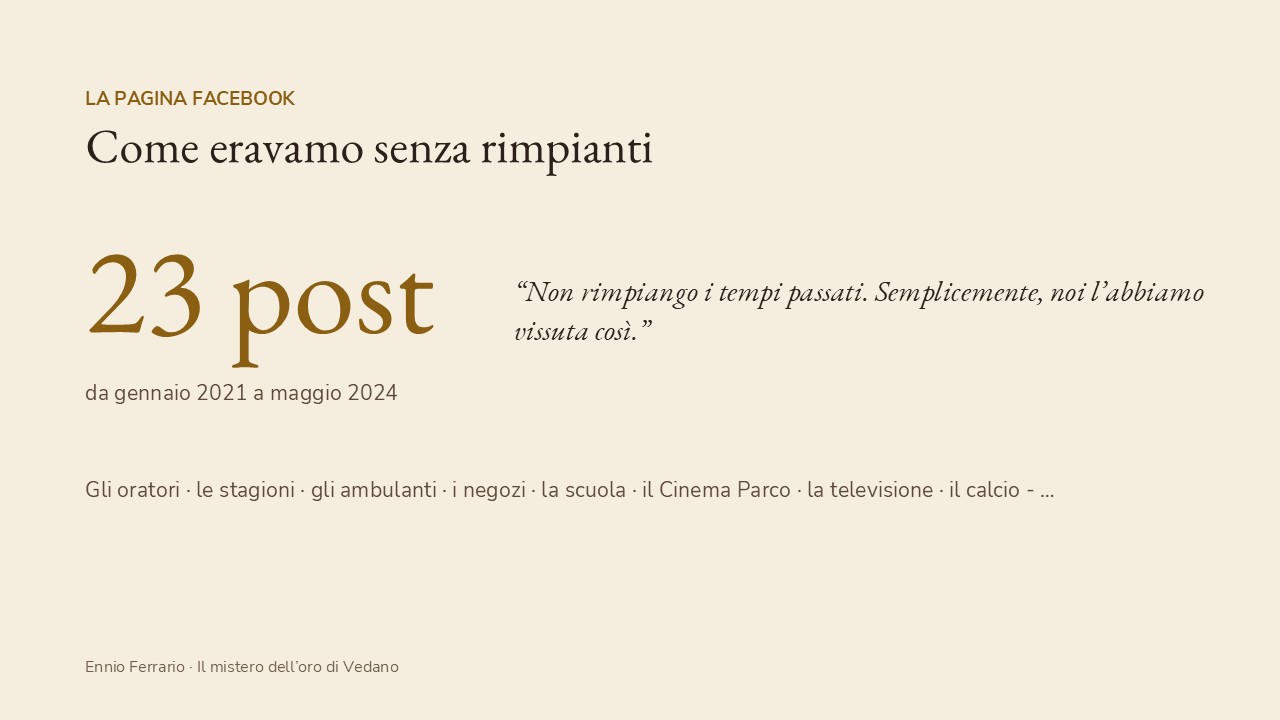 LA PAGINA FACEBOOK
Come eravamo senza rimpianti
23 post
da gennaio 2021 a maggio 2024
“Non rimpiango i tempi passati. Semplicemente, noi l’abbiamo
vissuta così.”
Gli oratori · le stagioni · gli ambulanti · i negozi · la scuola · il Cinema Parco · la televisione · il calcio - ...
Ennio Ferrario · Il mistero dell’oro di Vedano